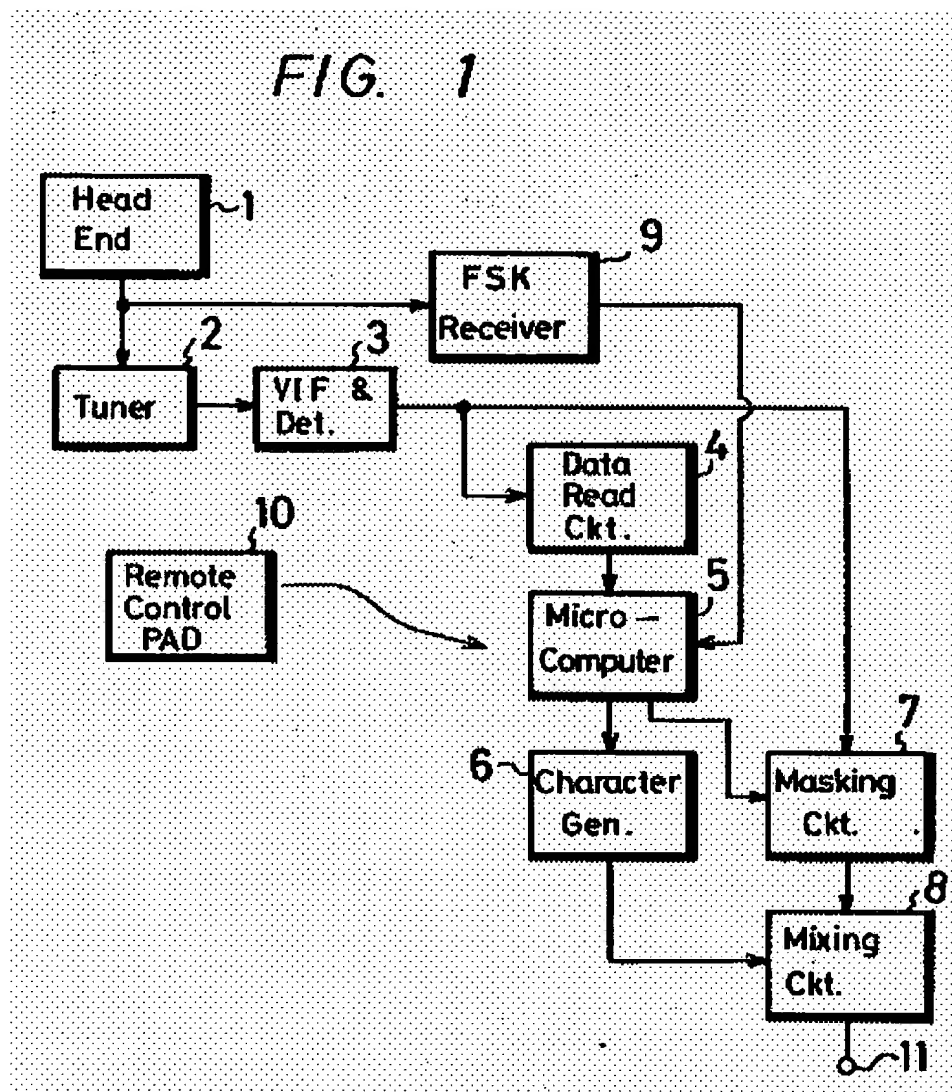 FIG. 1
Head
End
1
9
FSK
Receiver
2
Tuner
3
VIF &
Det.
4
Data
Read
Ckt.
10
Remote
Control
PAD
5
Micro-
Computer
6
Character
Gen.
7
Masking
Ckt.
8
Mixing
Ckt.
11